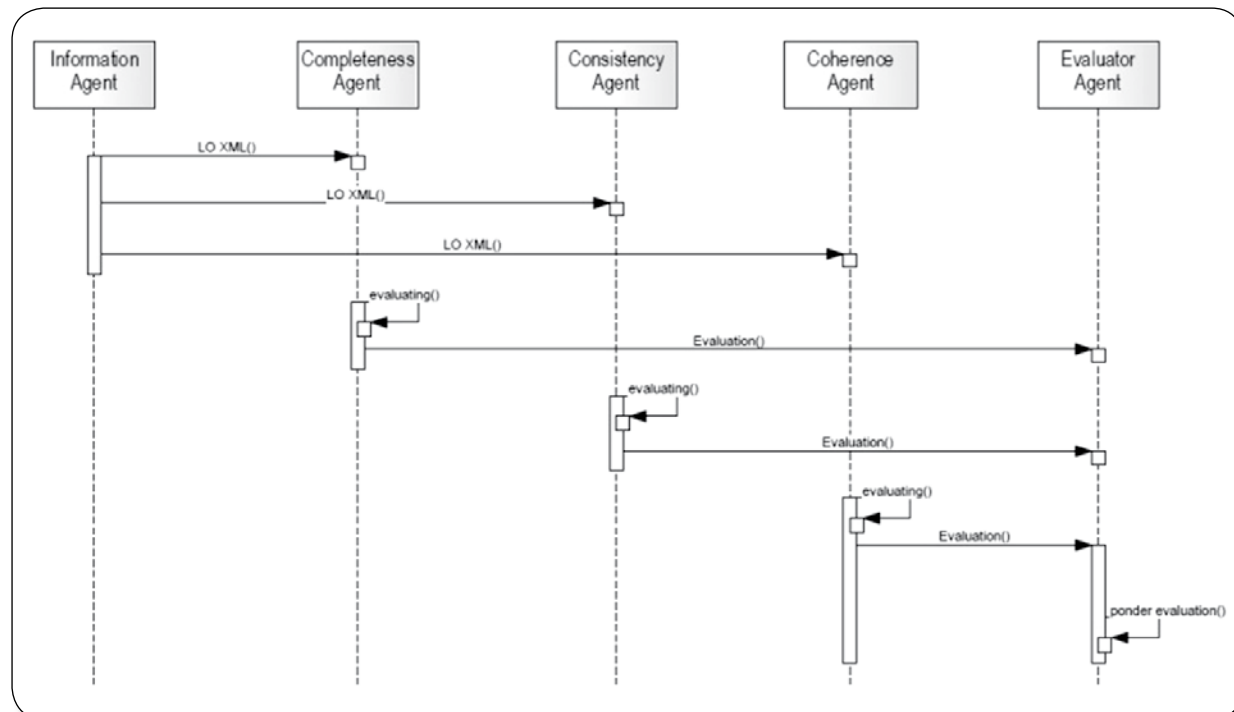 Information
Agent
Completeness
Agent
Consistency
Agent
Coherence
Agent
Evaluator
Agent
LO XML()
LO XML()
LO XML()
evaluating()
Evaluation()
evaluating()
Evaluation()
evaluating()
Evaluation()
ponder evaluation()